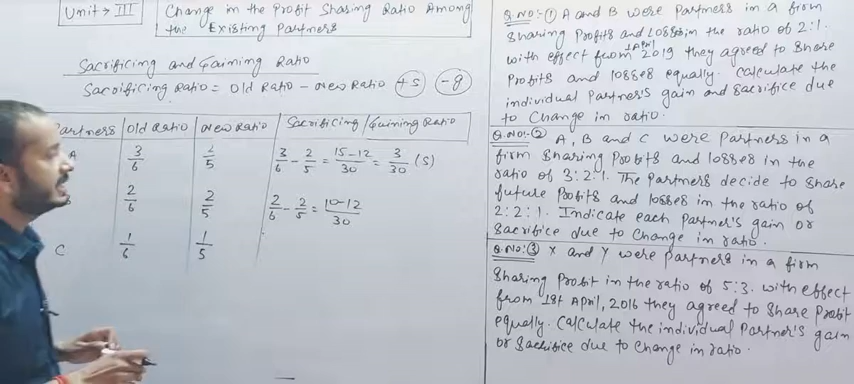 Unit → III
Change in the Profit Sharing Ratio Among
the Existing Partners
Sacrificing and Gaining Ratio
Sacrificing Ratio = Old Ratio - New Ratio +s -g
Partners Old Ratio New Ratio Sacrificing / Gaining Ratio
A 3/6 2/5 3/6 - 2/5 = 15-12/30 = 3/30 (S)
B 2/6 2/5 2/6 - 2/5 = 10-12/30
C 1/6 1/5
Q.No:-① A and B were Partners in a firm
Sharing Profits and Losses in the ratio of 2:1.
with effect from 1 April 2019 they agreed to share
Profits and losses equally. Calculate the
individual Partner's gain and Sacrifice due
to Change in ratio.
Q.No:-② A, B and C were Partners in a
firm Sharing Profits and losses in the
ratio of 3:2:1. The Partners decide to Share
future Profits and losses in the ratio of
2:2:1. Indicate each Partner's gain or
Sacrifice due to Change in ratio.
Q.No:③ X and Y were Partners in a firm
Sharing Profit in the ratio of 5:3. with effect
from 1st April, 2016 they agreed to Share Profit
equally. Calculate the individual Partner's gain
or Sacrifice due to Change in ratio.